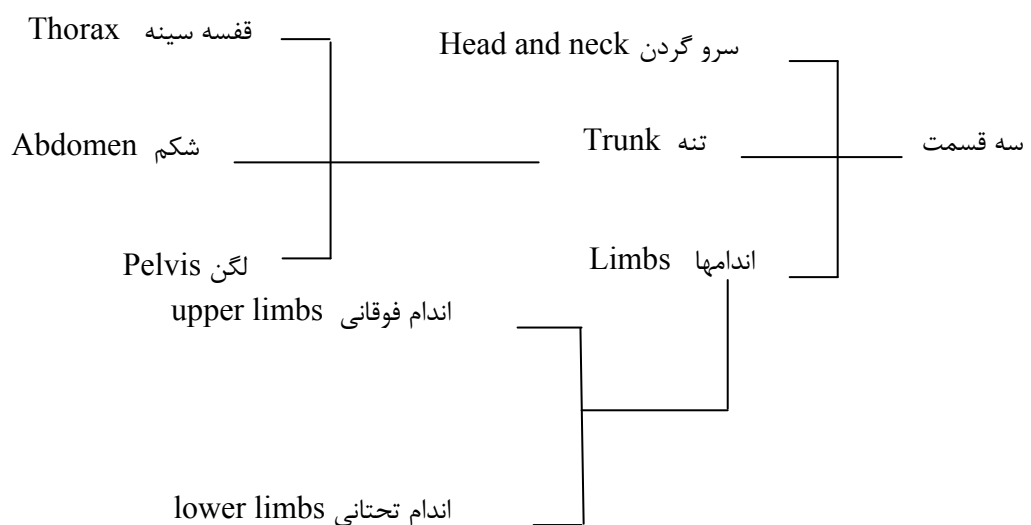 سه قسمت
سرو گردن Head and neck
تنه Trunk
اندامها Limbs
قفسه سینه Thorax
شکم Abdomen
لگن Pelvis
اندام فوقانی upper limbs
اندام تحتانی lower limbs